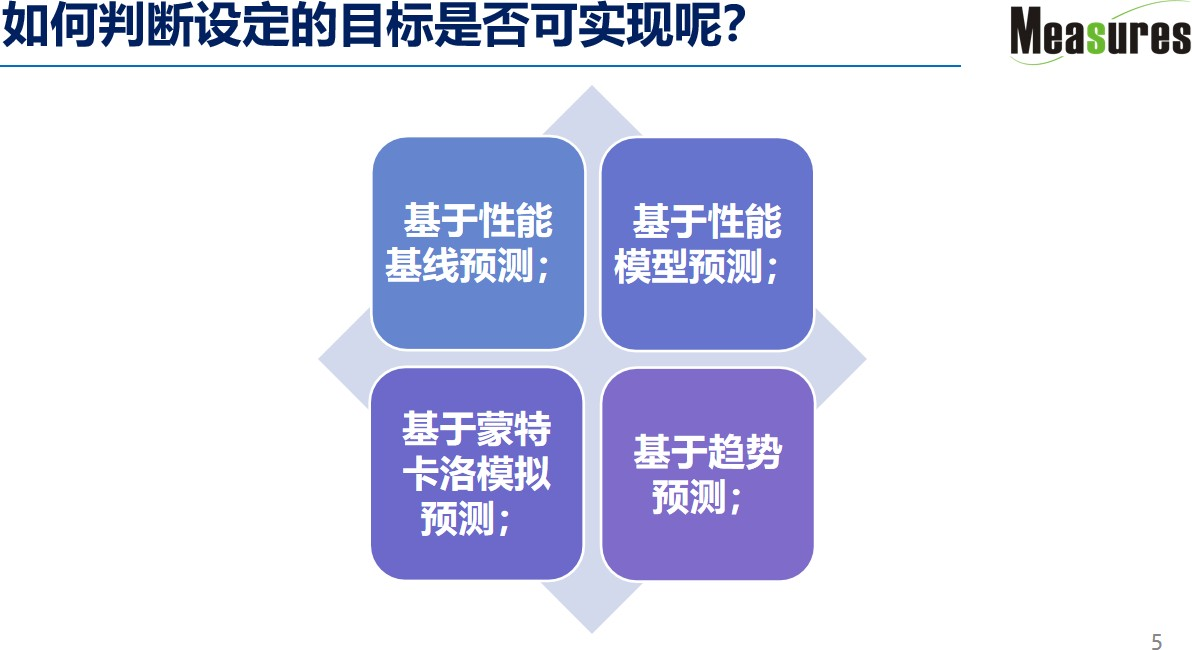 如何判断设定的目标是否可实现呢？
Measures
基于性能
基线预测；
基于性能
模型预测；
基于蒙特
卡洛模拟
预测；
基于趋势
预测；
5